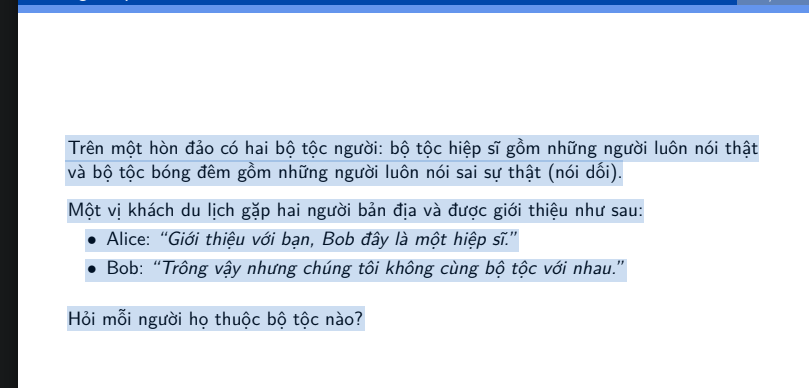 Trên một hòn đảo có hai bộ tộc người: bộ tộc hiệp sĩ gồm những người luôn nói thật
và bộ tộc bóng đêm gồm những người luôn nói sai sự thật (nói dối).
Một vị khách du lịch gặp hai người bản địa và được giới thiệu như sau:
• Alice: “Giới thiệu với bạn, Bob đây là một hiệp sĩ.”
• Bob: “Trông vậy nhưng chúng tôi không cùng bộ tộc với nhau.”
Hỏi mỗi người họ thuộc bộ tộc nào?